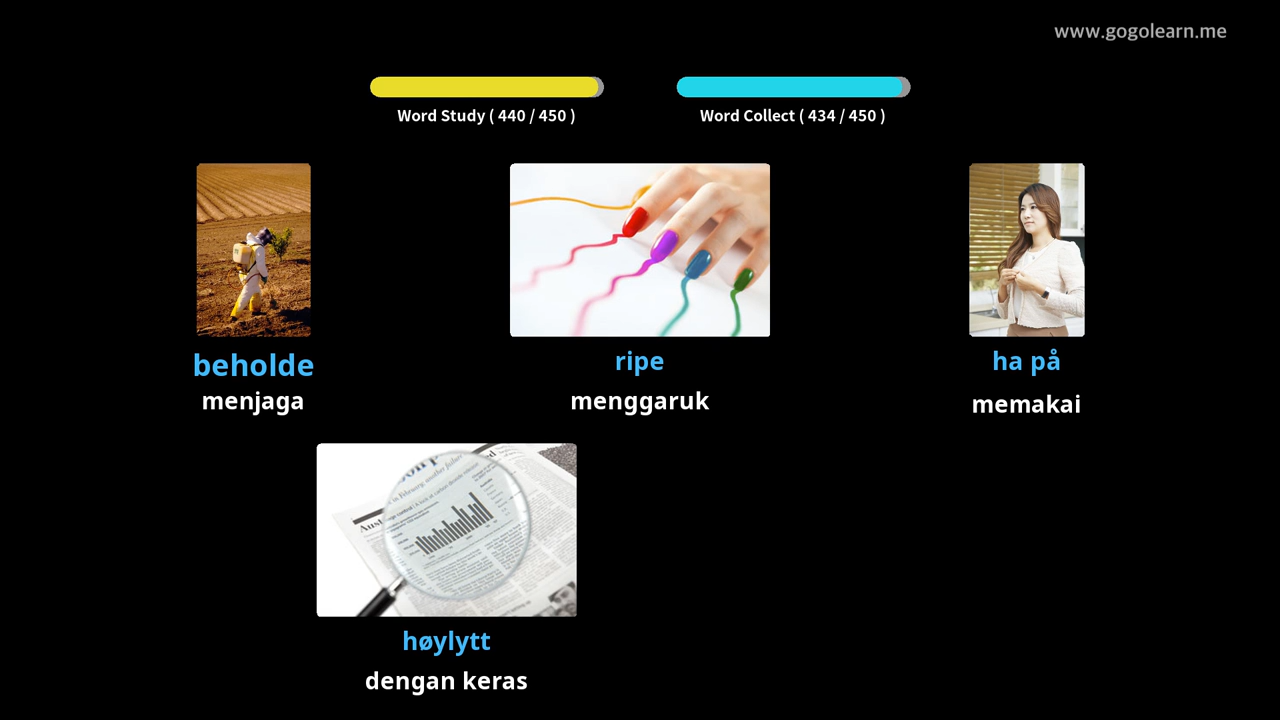 www.gogolearn.me
Word Study ( 440 / 450 )
Word Collect ( 434 / 450 )
beholde
menjaga
ripe
menggaruk
ha på
memakai
høylytt
dengan keras